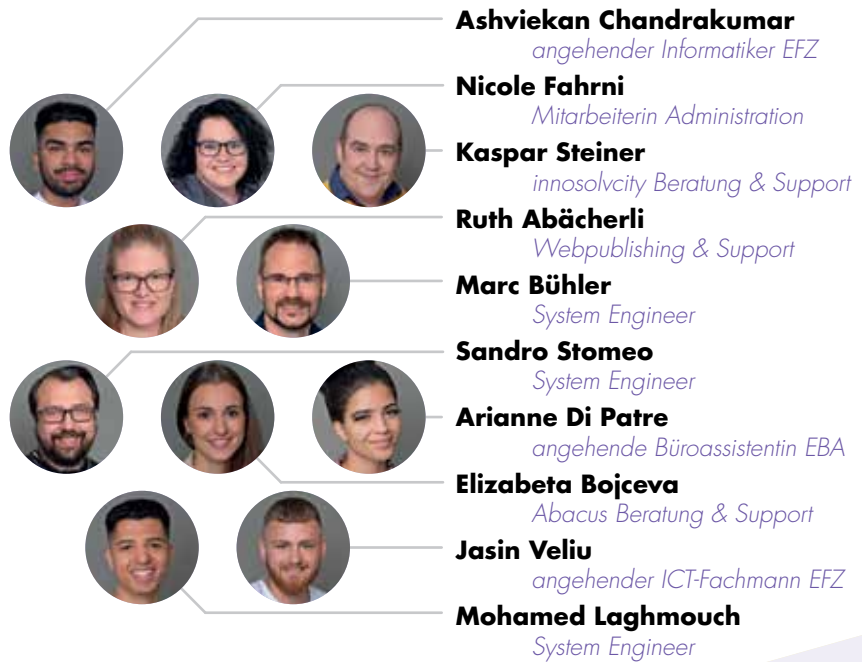 Ashviekan Chandrakumar
angehender Informatiker EFZ
Nicole Fahrni
Mitarbeiterin Administration
Kaspar Steiner
innosolvcity Beratung & Support
Ruth Abächerli
Webpublishing & Support
Marc Bühler
System Engineer
Sandro Stomeo
System Engineer
Arianne Di Patre
angehende Büroassistentin EBA
Elizabeta Bojceva
Abacus Beratung & Support
Jasin Veliu
angehender ICT-Fachmann EFZ
Mohamed Laghmouch
System Engineer